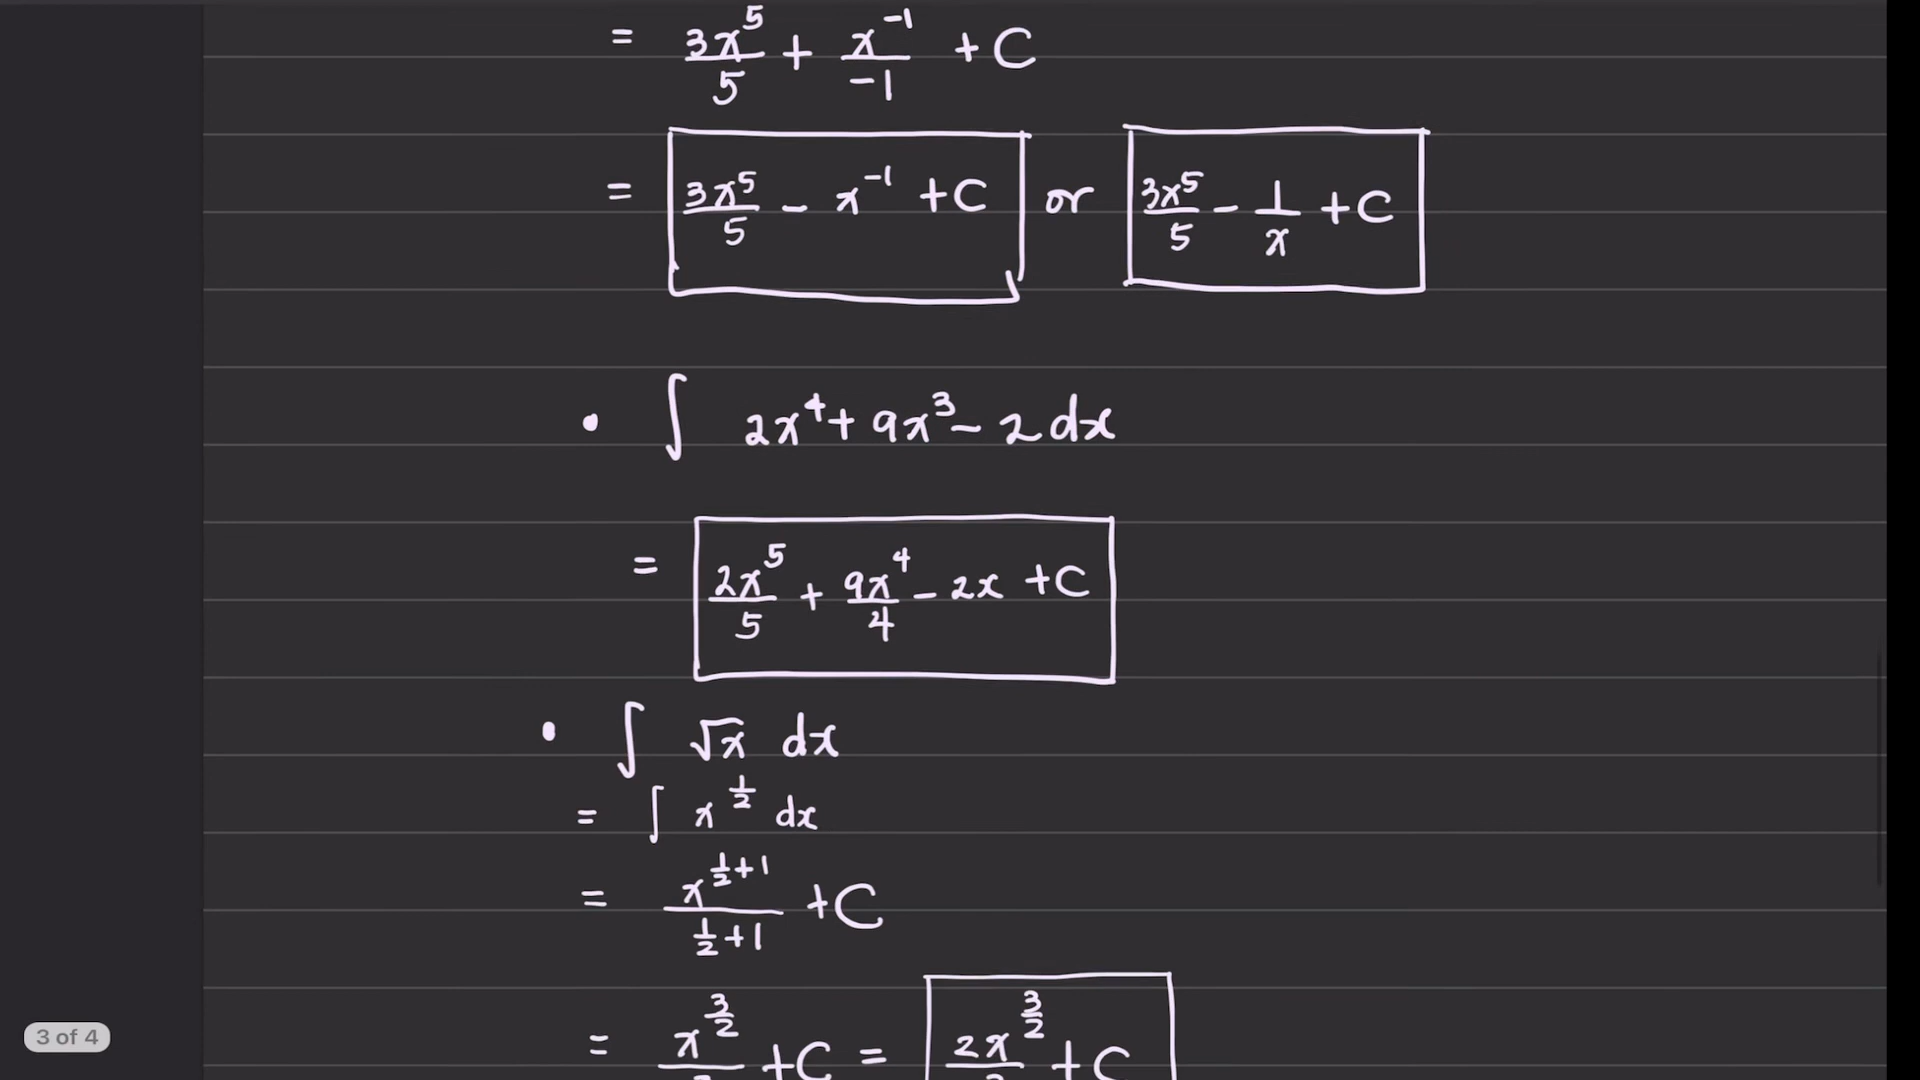 = 3x^5/5 + x^-1/-1 + C
= 3x^5/5 - x^-1 + C or 3x^5/5 - 1/x + C
• ∫ 2x^4 + 9x^3 - 2 dx
= 2x^5/5 + 9x^4/4 - 2x + C
• ∫ √x dx
= ∫ x^1/2 dx
= x^(1/2+1)/(1/2+1) + C
= x^3/2 + C = 2x^3/2 + C
3 of 4